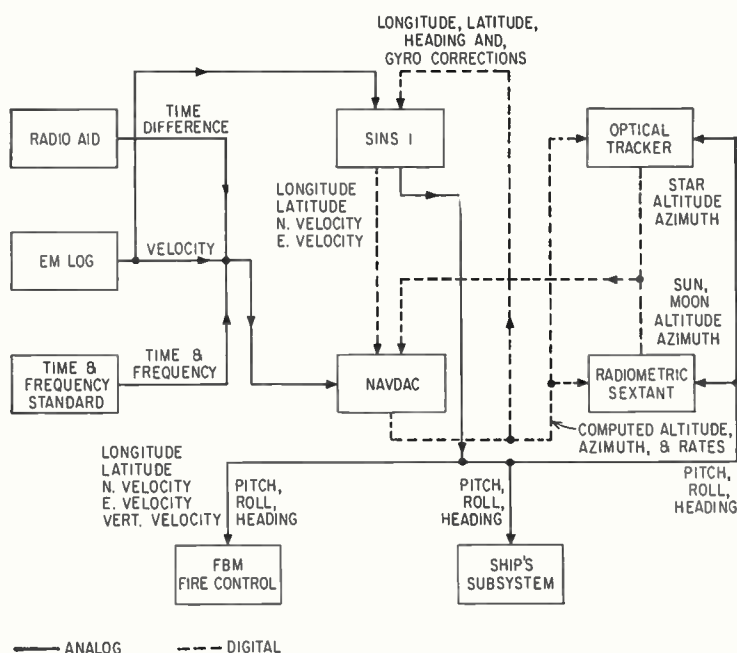 LONGITUDE, LATITUDE,
HEADING AND,
GYRO CORRECTIONS
RADIO AID
TIME
DIFFERENCE
SINS I
OPTICAL
TRACKER
LONGITUDE
LATITUDE
N. VELOCITY
E. VELOCITY
STAR
ALTITUDE
AZIMUTH
EM LOG
VELOCITY
SUN,
MOON
ALTITUDE
AZIMUTH
TIME &
FREQUENCY
STANDARD
TIME &
FREQUENCY
NAVDAC
RADIOMETRIC
SEXTANT
COMPUTED ALTITUDE,
AZIMUTH, & RATES
LONGITUDE
LATITUDE
N. VELOCITY
E. VELOCITY
VERT. VELOCITY
PITCH,
ROLL,
HEADING
PITCH,
ROLL,
HEADING
PITCH,
ROLL,
HEADING
FBM
FIRE CONTROL
SHIP'S
SUBSYSTEM
ANALOG
DIGITAL